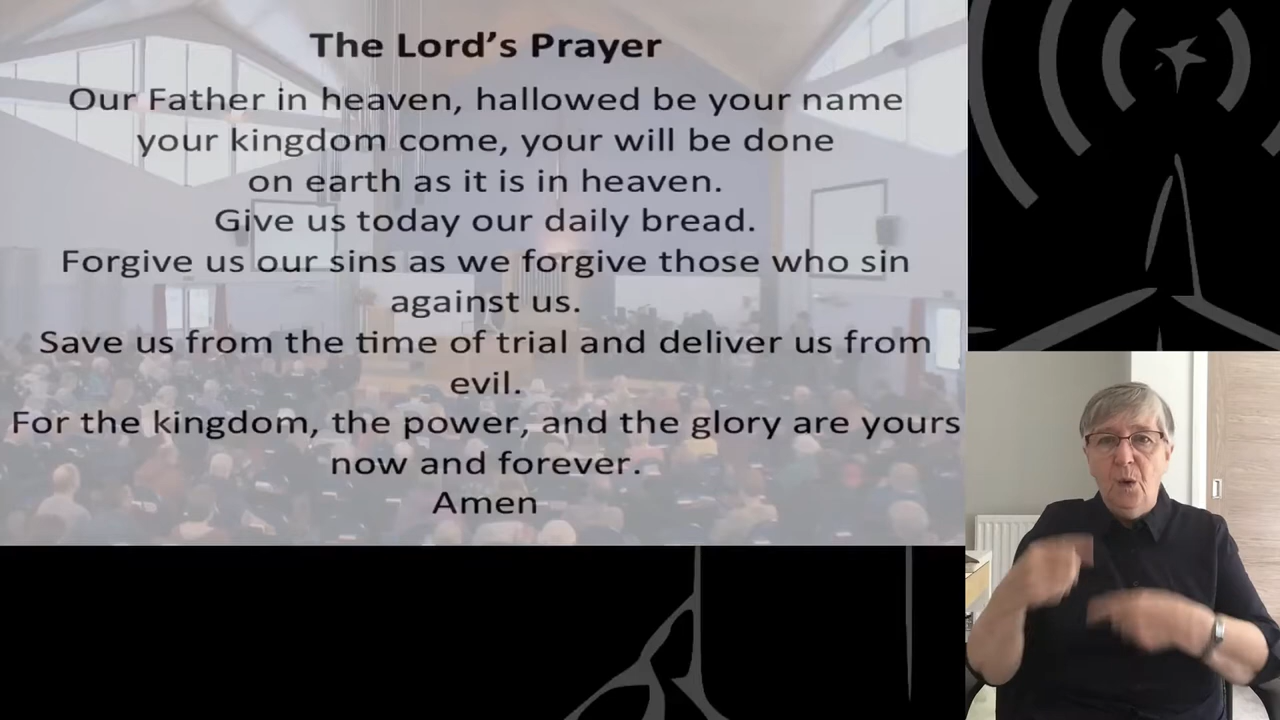 The Lord's Prayer
Our Father in heaven, hallowed be your name
your kingdom come, your will be done
on earth as it is in heaven.
Give us today our daily bread.
Forgive us our sins as we forgive those who sin
against us.
Save us from the time of trial and deliver us from
evil.
For the kingdom, the power, and the glory are yours
now and forever.
Amen